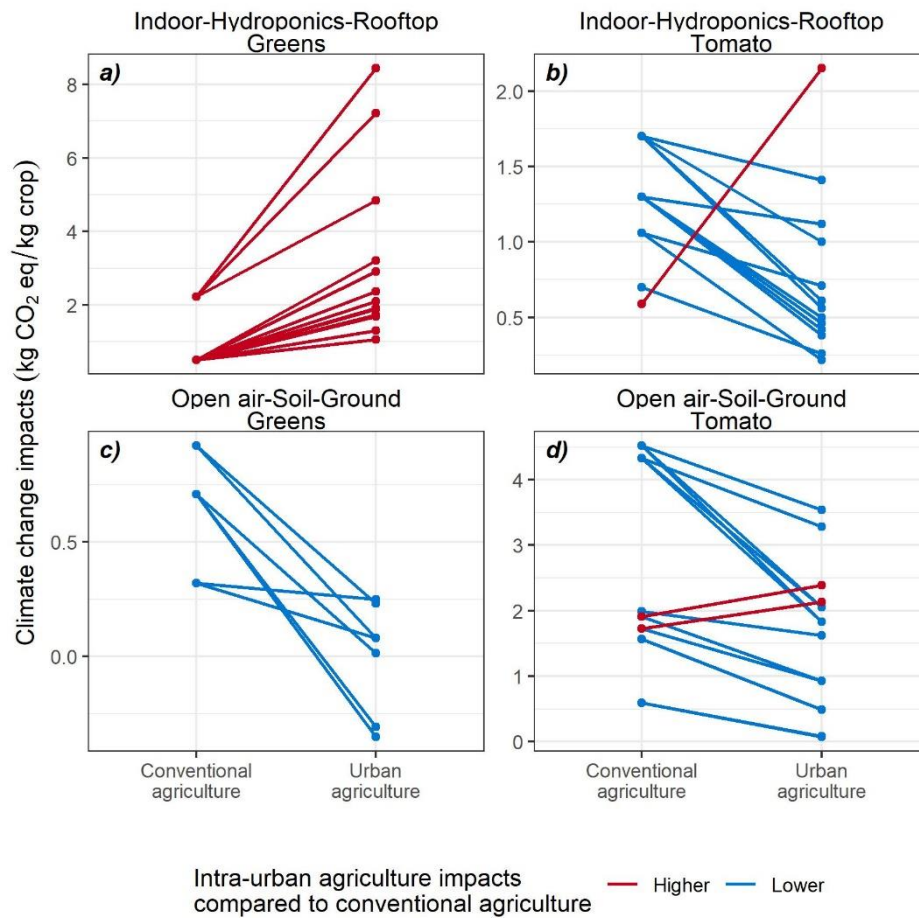 Indoor-Hydroponics-Rooftop
Greens
Indoor-Hydroponics-Rooftop
Tomato
a)
b)
8
6
4
2
2.0
1.5
1.0
0.5
Climate change impacts (kg CO₂ eq/kg crop)
Open air-Soil-Ground
Greens
Open air-Soil-Ground
Tomato
c)
d)
0.5
0.0
4
3
2
1
0
Conventional
agriculture
Urban
agriculture
Conventional
agriculture
Urban
agriculture
Intra-urban agriculture impacts
compared to conventional agriculture
Higher
Lower